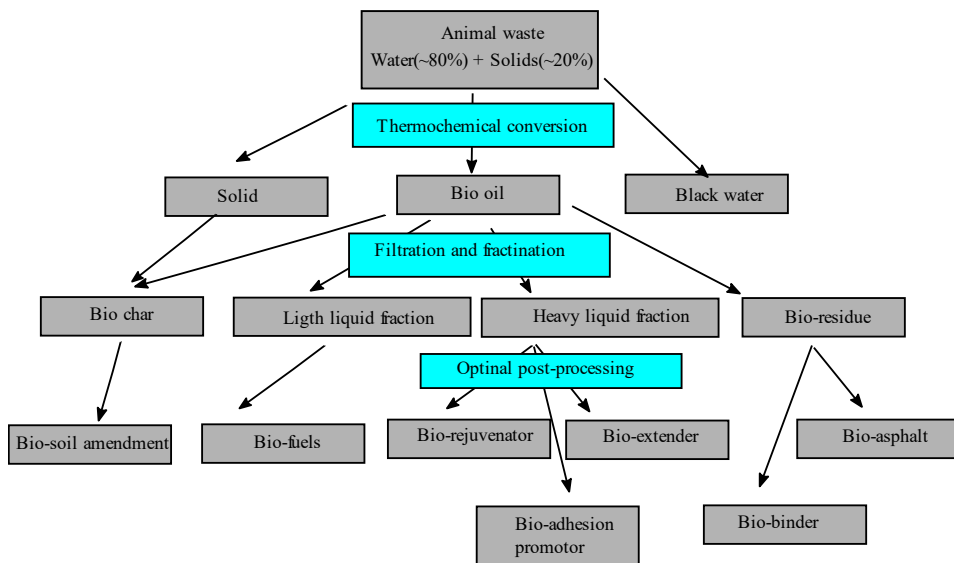 Animal waste
Water(~80%) + Solids(~20%)
Thermochemical conversion
Solid
Bio oil
Black water
Filtration and fractination
Bio char
Ligth liquid fraction
Heavy liquid fraction
Bio-residue
Optinal post-processing
Bio-soil amendment
Bio-fuels
Bio-rejuvenator
Bio-extender
Bio-asphalt
Bio-adhesion
promotor
Bio-binder